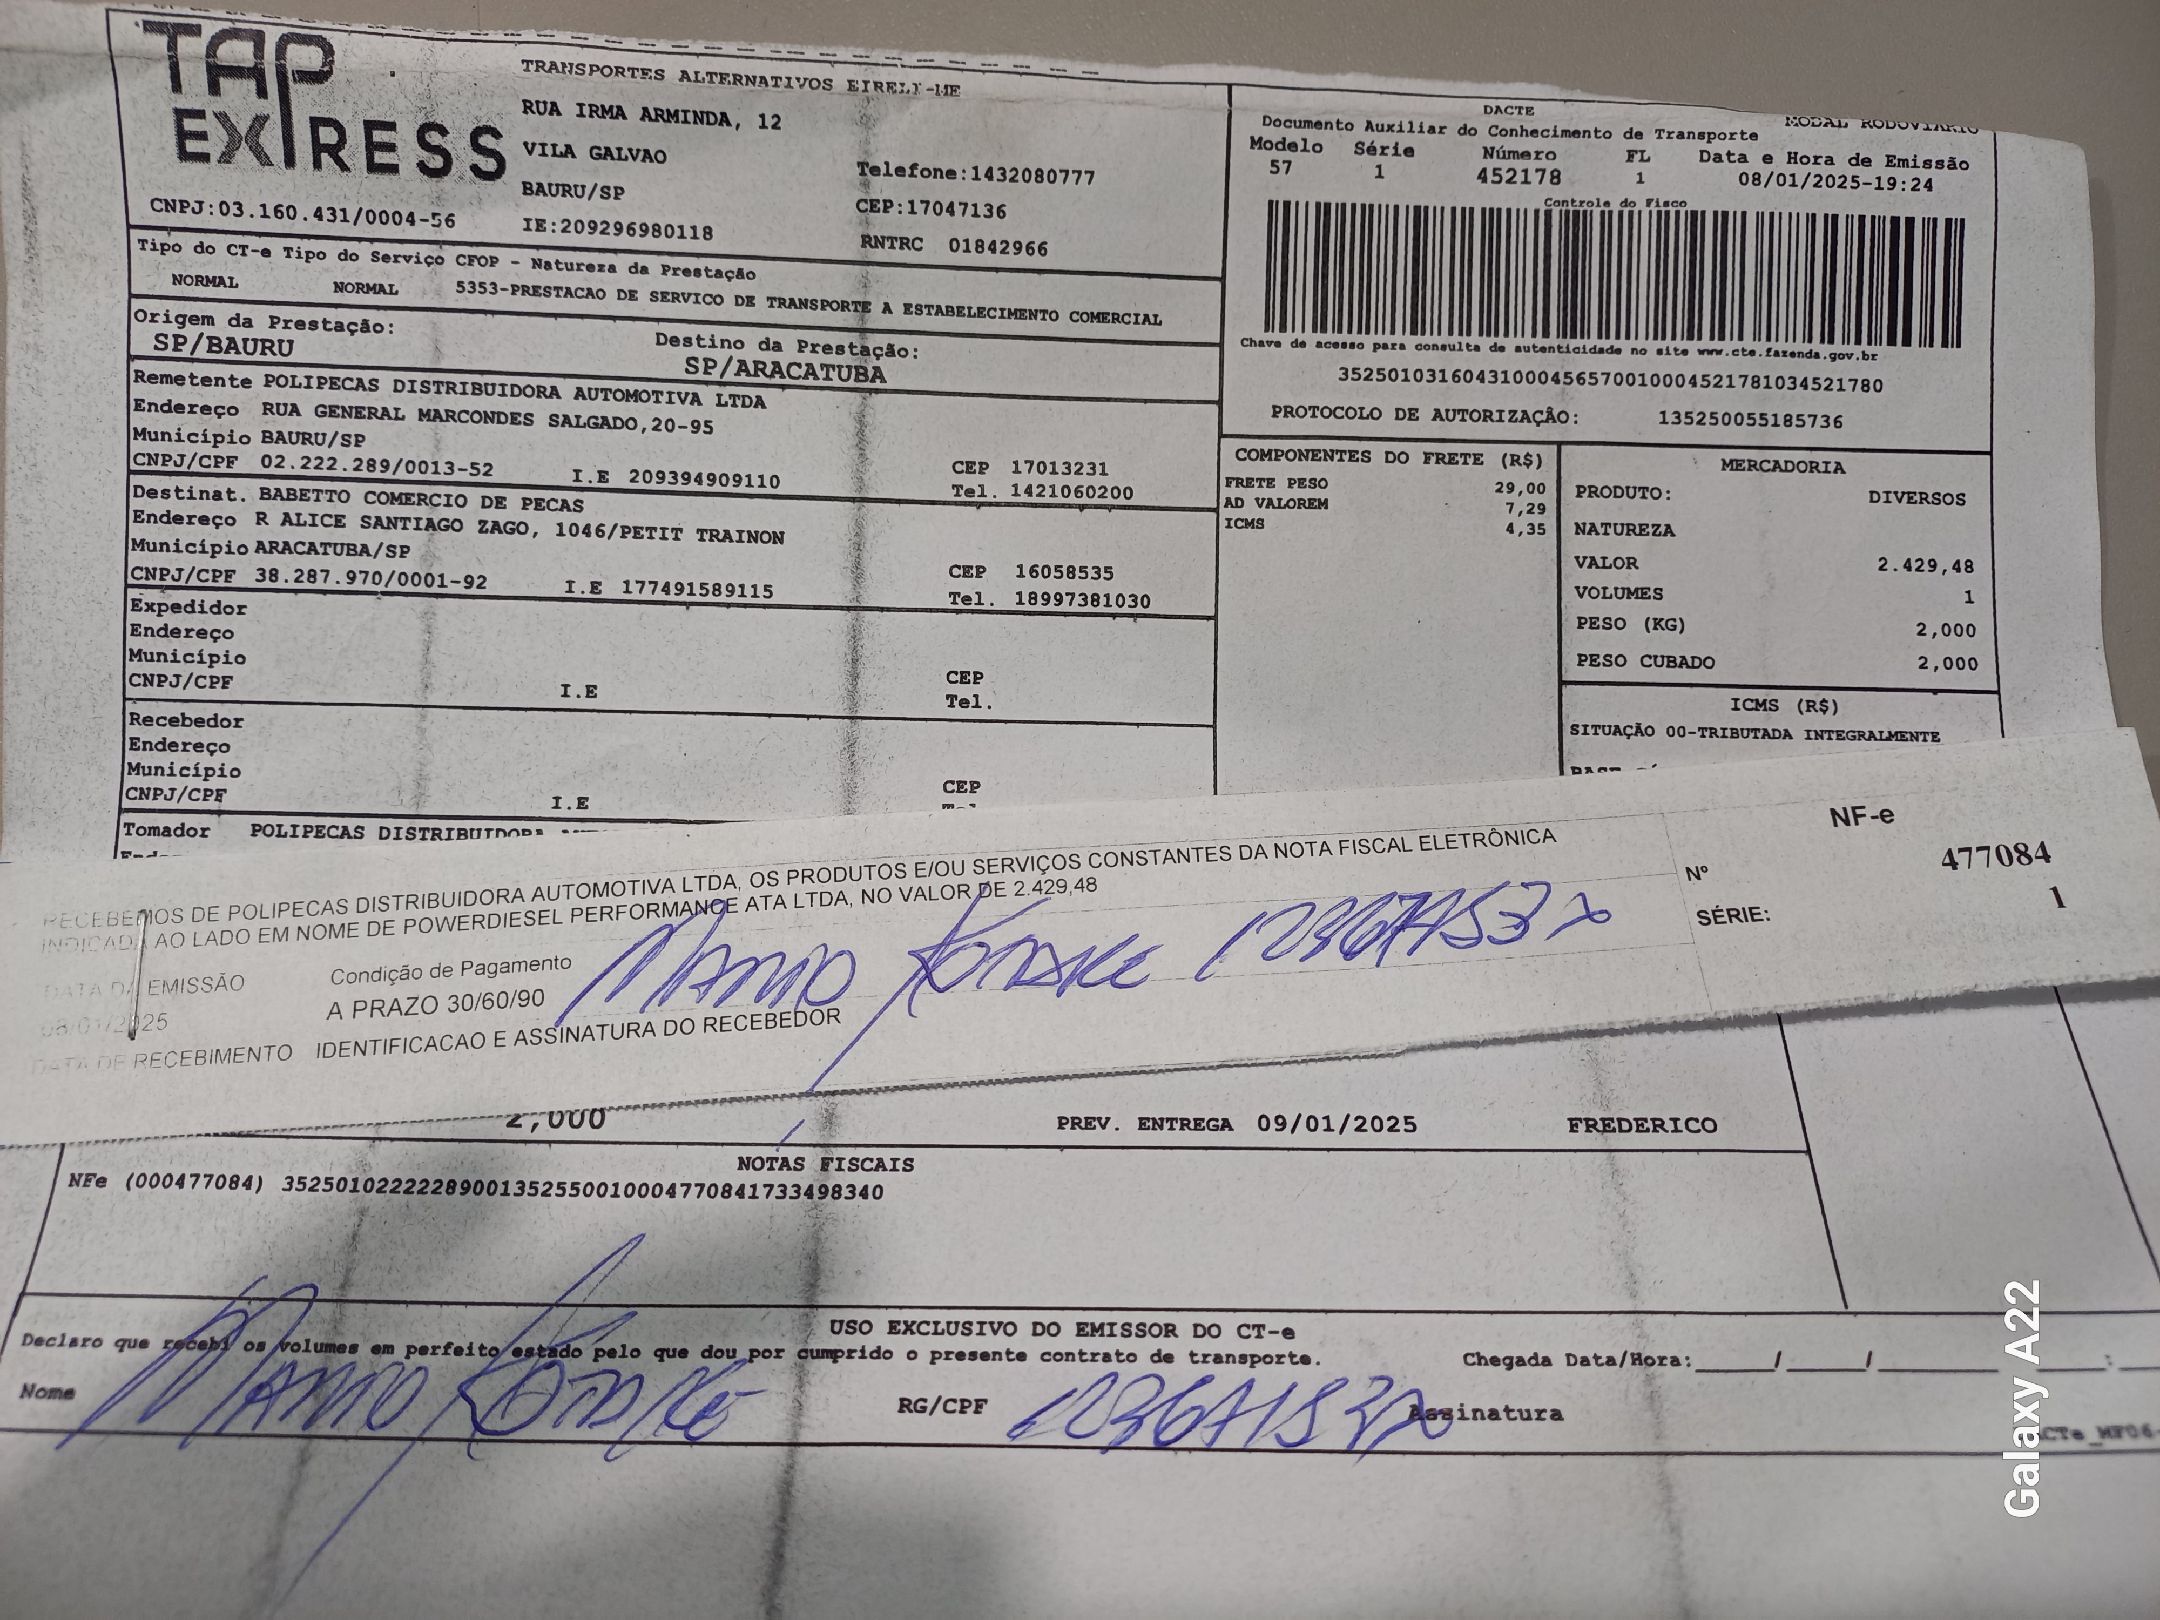 TAP EXPRESS
TRANSPORTES ALTERNATIVOS EIRELI-ME
RUA IRMA ARMINDA, 12
VILA GALVAO
Telefone:1432080777
BAURU/SP
CEP:17047136
CNPJ:03.160.431/0004-56
IE:209296980118
RNTRC 01842966
Tipo do CT-e Tipo do Serviço CFOP - Natureza da Prestação
NORMAL NORMAL 5353-PRESTACAO DE SERVICO DE TRANSPORTE A ESTABELECIMENTO COMERCIAL
Origem da Prestação:
SP/BAURU
Destino da Prestação:
SP/ARACATUBA
Remetente POLIPECAS DISTRIBUIDORA AUTOMOTIVA LTDA
Endereço RUA GENERAL MARCONDES SALGADO,20-95
Município BAURU/SP
CEP 17013231
CNPJ/CPF 02.222.289/0013-52 I.E 209394909110
Tel. 1421060200
Destinat. BABETTO COMERCIO DE PECAS
Endereço R ALICE SANTIAGO ZAGO, 1046/PETIT TRAINON
Município ARACATUBA/SP
CEP 16058535
CNPJ/CPF 38.287.970/0001-92 I.E 177491589115
Tel. 18997381030
Expedidor
Endereço
Município
CEP
CNPJ/CPF I.E
Tel.
Recebedor
Endereço
Município
CEP
CNPJ/CPF I.E
Tomador POLIPECAS DISTRIBUIDORA
DACTE
Documento Auxiliar do Conhecimento de Transporte MODAL RODOVIARIO
Modelo Série Número FL Data e Hora de Emissão
57 1 452178 1 08/01/2025-19:24
Controle do Fisco
Chave de acesso para consulta de autenticidade no site www.cte.fazenda.gov.br
35250103160431000456570010004521781034521780
PROTOCOLO DE AUTORIZAÇÃO: 135250055185736
COMPONENTES DO FRETE (R$)
FRETE PESO 29,00
AD VALOREM 7,29
ICMS 4,35
MERCADORIA
PRODUTO: DIVERSOS
NATUREZA
VALOR 2.429,48
VOLUMES 1
PESO (KG) 2,000
PESO CUBADO 2,000
ICMS (R$)
SITUAÇÃO 00-TRIBUTADA INTEGRALMENTE
RECEBEMOS DE POLIPECAS DISTRIBUIDORA AUTOMOTIVA LTDA, OS PRODUTOS E/OU SERVIÇOS CONSTANTES DA NOTA FISCAL ELETRÔNICA
INDICADA AO LADO EM NOME DE POWERDIESEL PERFORMANCE ATA LTDA, NO VALOR DE 2.429,48
DATA DA EMISSÃO Condição de Pagamento
08/01/2025 A PRAZO 30/60/90
DATA DE RECEBIMENTO IDENTIFICACAO E ASSINATURA DO RECEBEDOR
NF-e
Nº 477084
SÉRIE: 1
2,000
PREV. ENTREGA 09/01/2025 FREDERICO
NOTAS FISCAIS
NFe (000477084) 35250102222289001352550010004770841733498340
USO EXCLUSIVO DO EMISSOR DO CT-e
Declaro que recebi os volumes em perfeito estado pelo que dou por cumprido o presente contrato de transporte.
Chegada Data/Hora:_____/_____/________ _____:___
Nome RG/CPF Assinatura
Galaxy A22